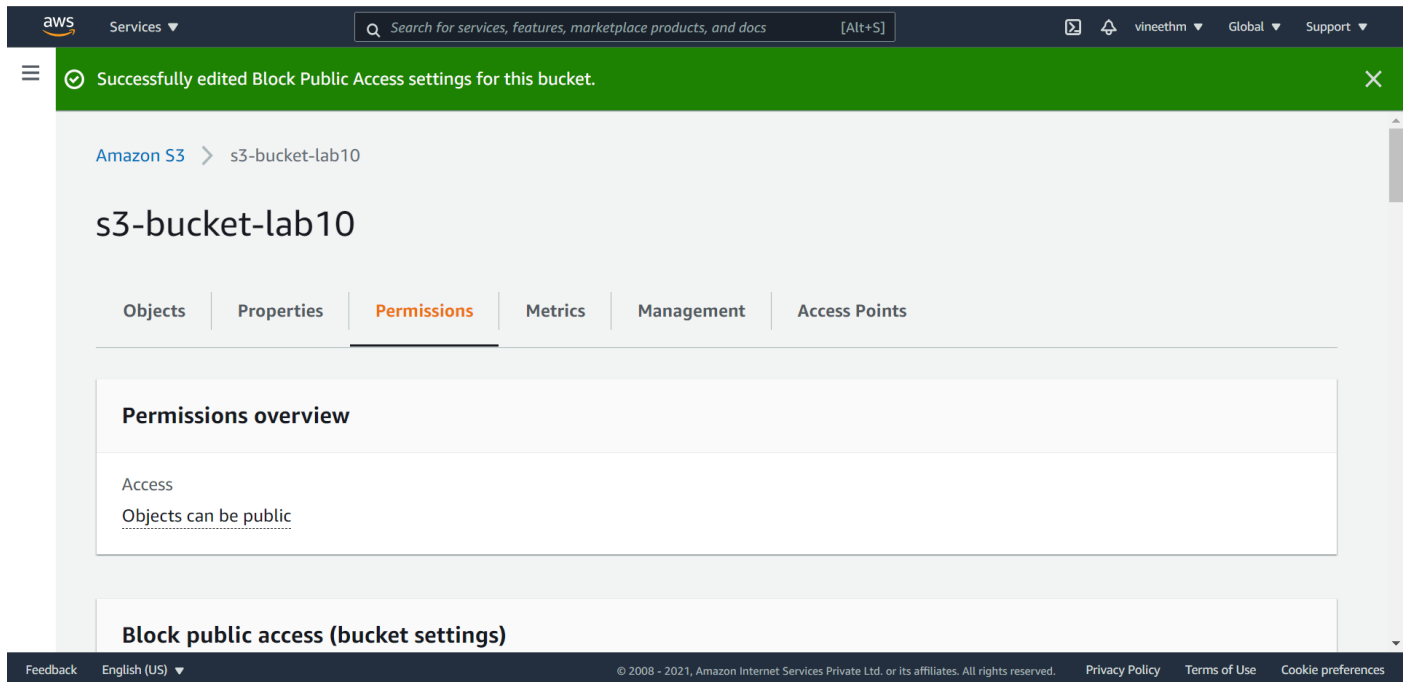 aws Services ▼ Search for services, features, marketplace products, and docs [Alt+S] vineethm ▼ Global ▼ Support ▼
Successfully edited Block Public Access settings for this bucket.
Amazon S3 > s3-bucket-lab10
s3-bucket-lab10
Objects Properties Permissions Metrics Management Access Points
Permissions overview
Access
Objects can be public
Block public access (bucket settings)
Feedback English (US) ▼ © 2008 - 2021, Amazon Internet Services Private Ltd. or its affiliates. All rights reserved. Privacy Policy Terms of Use Cookie preferences